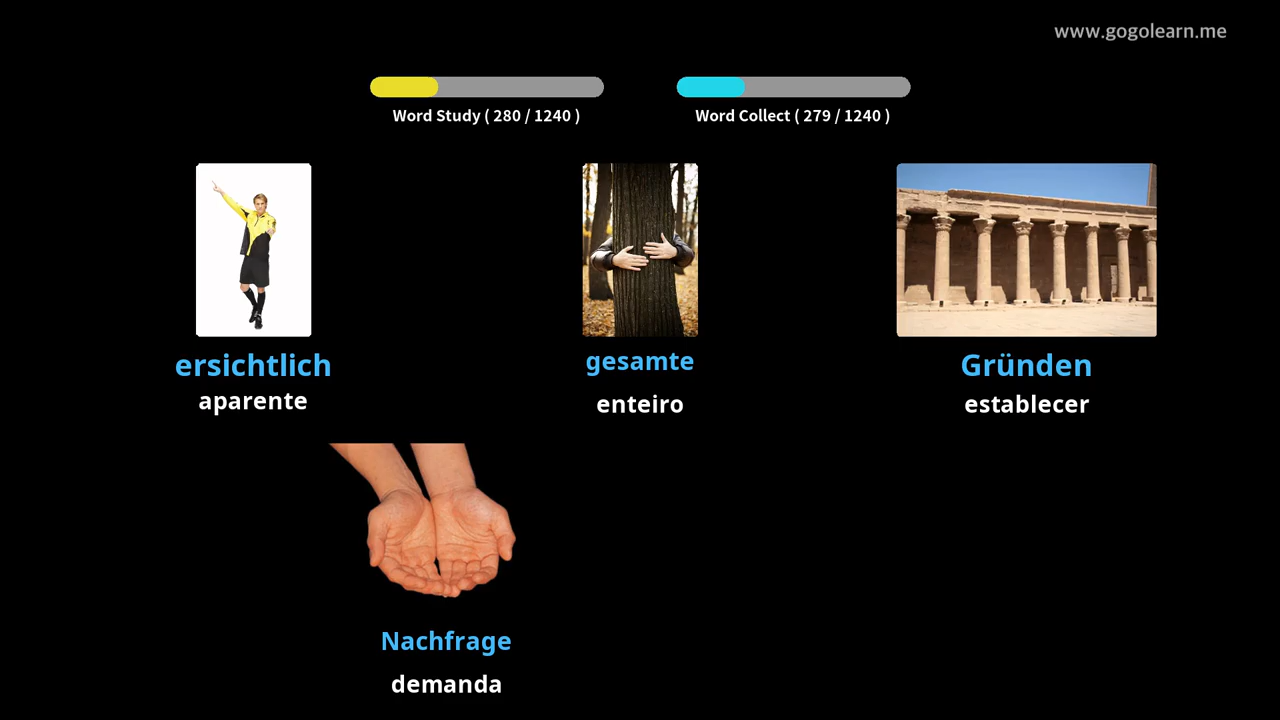 www.gogolearn.me
Word Study ( 280 / 1240 )
Word Collect ( 279 / 1240 )
ersichtlich
aparente
gesamte
enteiro
Gründen
establecer
Nachfrage
demanda